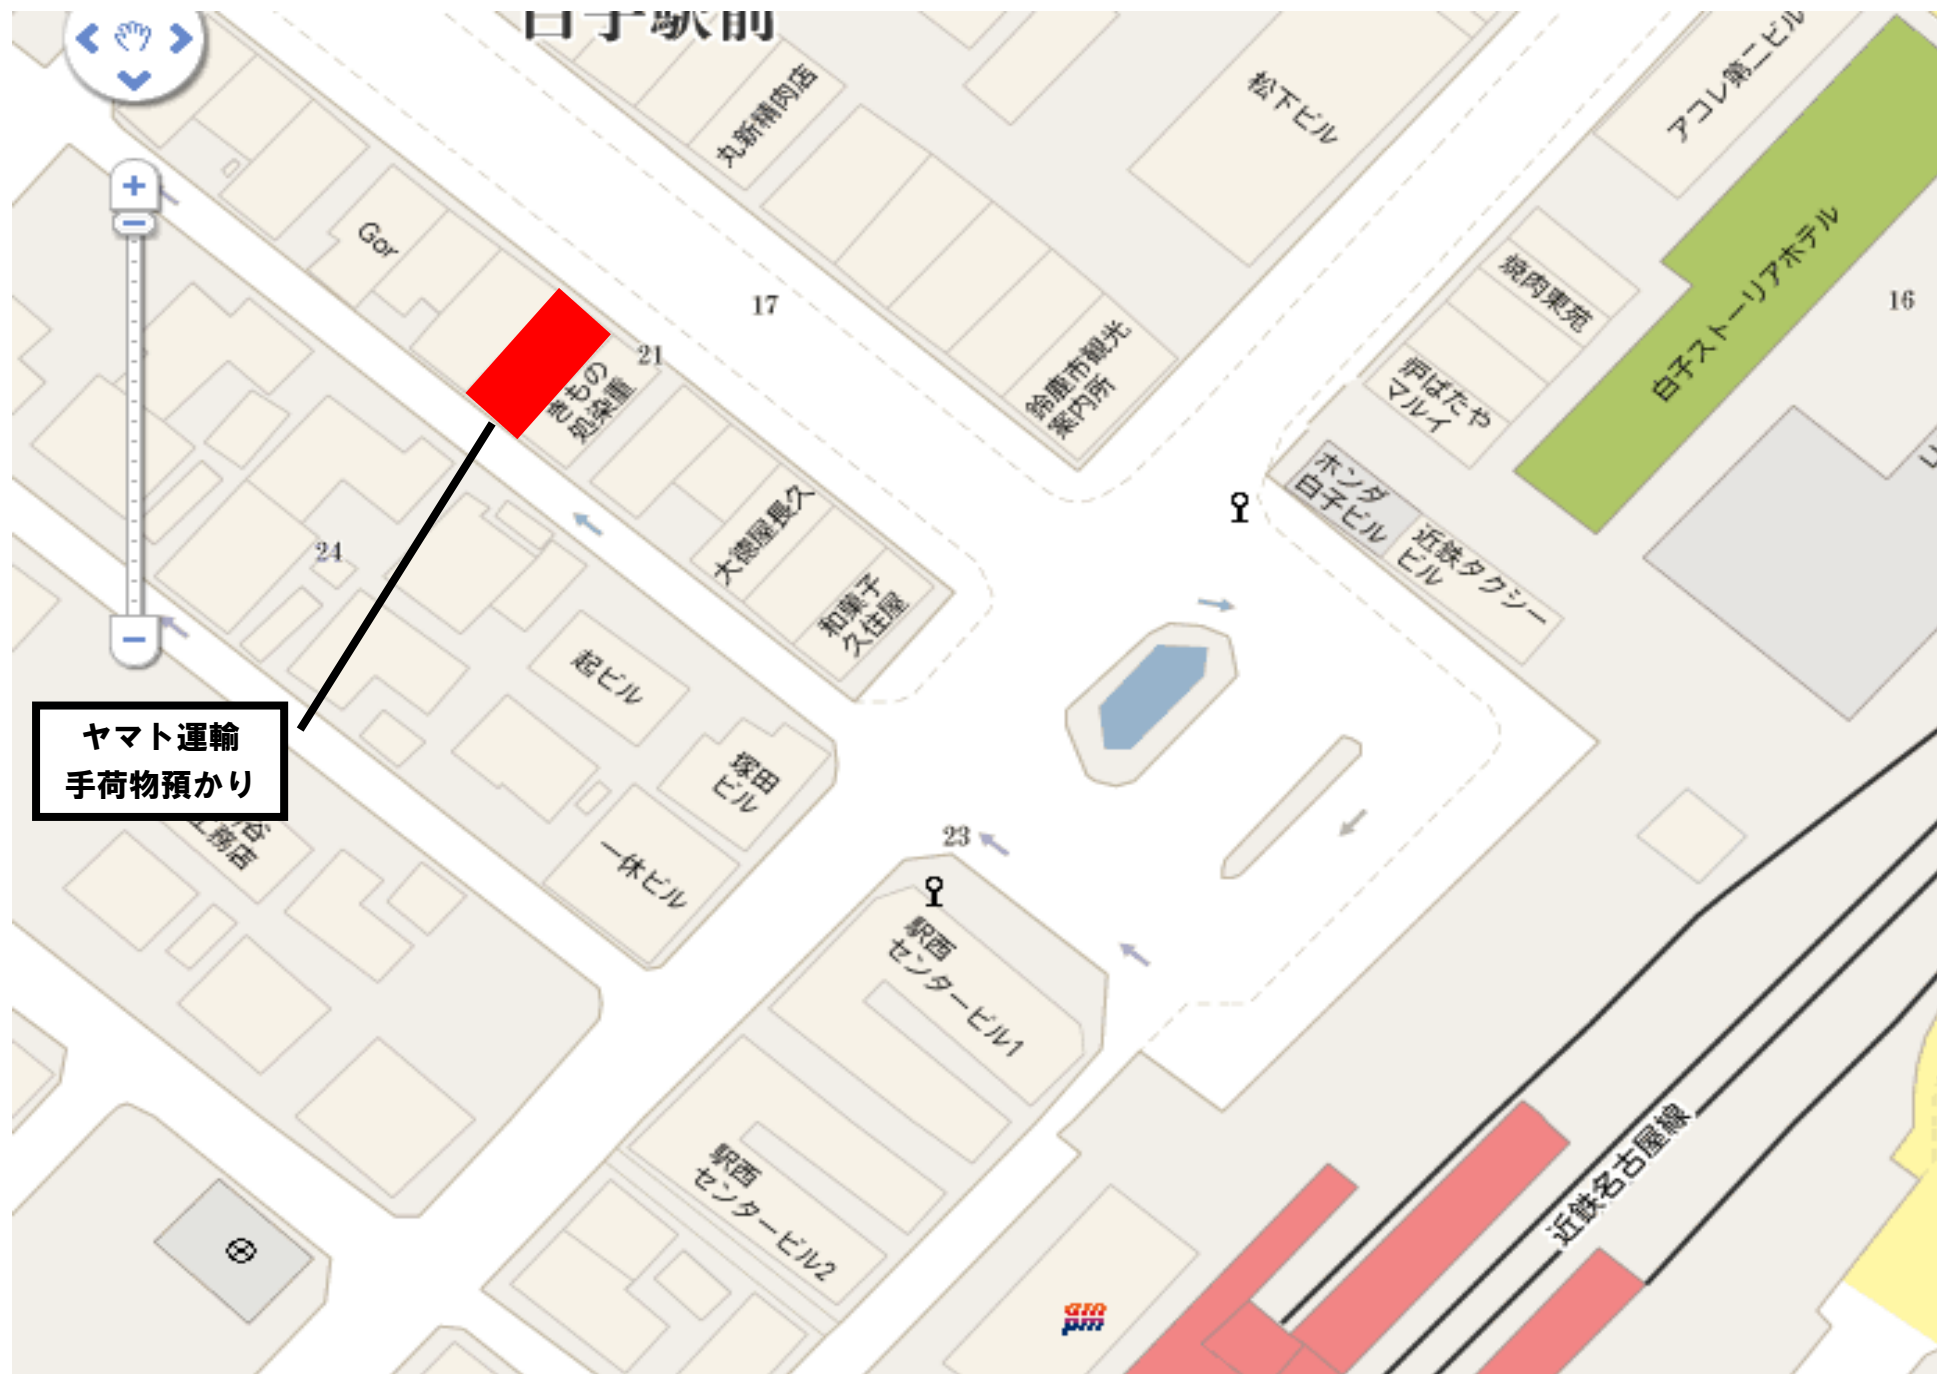 白子駅前
丸新精肉店
松下ビル
アコレ第二ビル
Gor
17
焼肉東苑
白子ストーリアホテル
16
21
きもの
処染重
鈴鹿市観光
案内所
炉ばたや
マルイ
ホンダ
白子ビル
近鉄タクシー
ビル
大徳屋長久
24
和菓子
久住屋
起ビル
ヤマト運輸
手荷物預かり
塚田
ビル
谷
工務店
一休ビル
23
駅西
センタービル1
駅西
センタービル2
近鉄名古屋線
am
pm